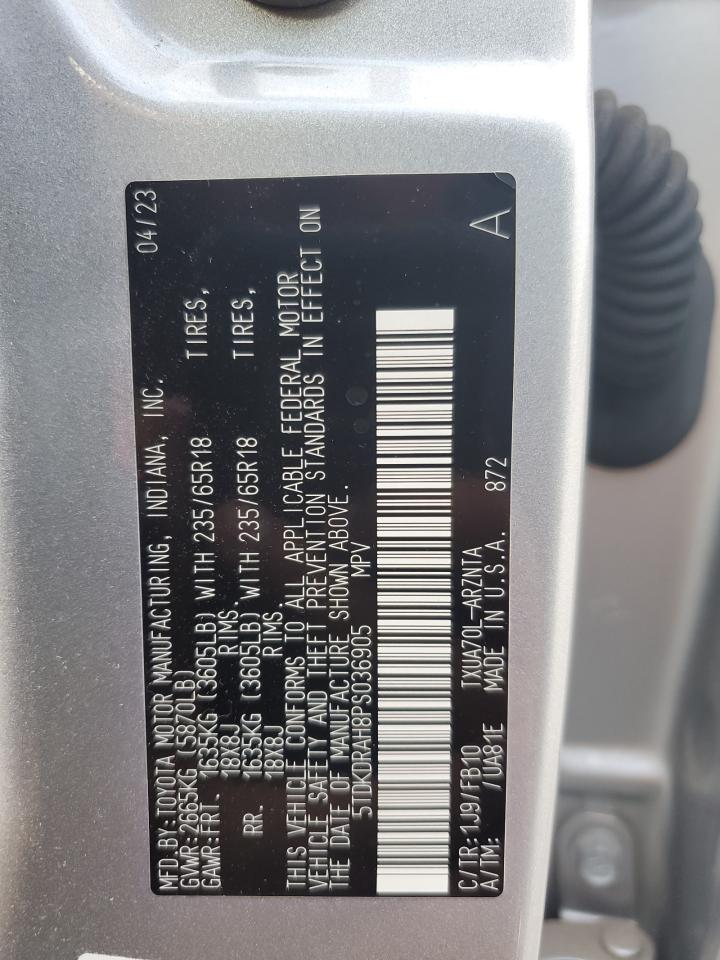 MFD.BY:TOYOTA MOTOR MANUFACTURING, INDIANA, INC. 04/23
GVWR:2665KG (5870LB)
GAWR:FRT. 1635KG (3605LB) WITH 235/65R18 TIRES,
18X8J RIMS.
RR. 1635KG (3605LB) WITH 235/65R18 TIRES,
18X8J RIMS.
THIS VEHICLE CONFORMS TO ALL APPLICABLE FEDERAL MOTOR
VEHICLE SAFETY AND THEFT PREVENTION STANDARDS IN EFFECT ON
THE DATE OF MANUFACTURE SHOWN ABOVE.
5TDKDRAH8PS036905 MPV
C/TR:1J9/FB10 TXUA70L-ARZNTA
A/TM: /UA81E MADE IN U.S.A. 872 A